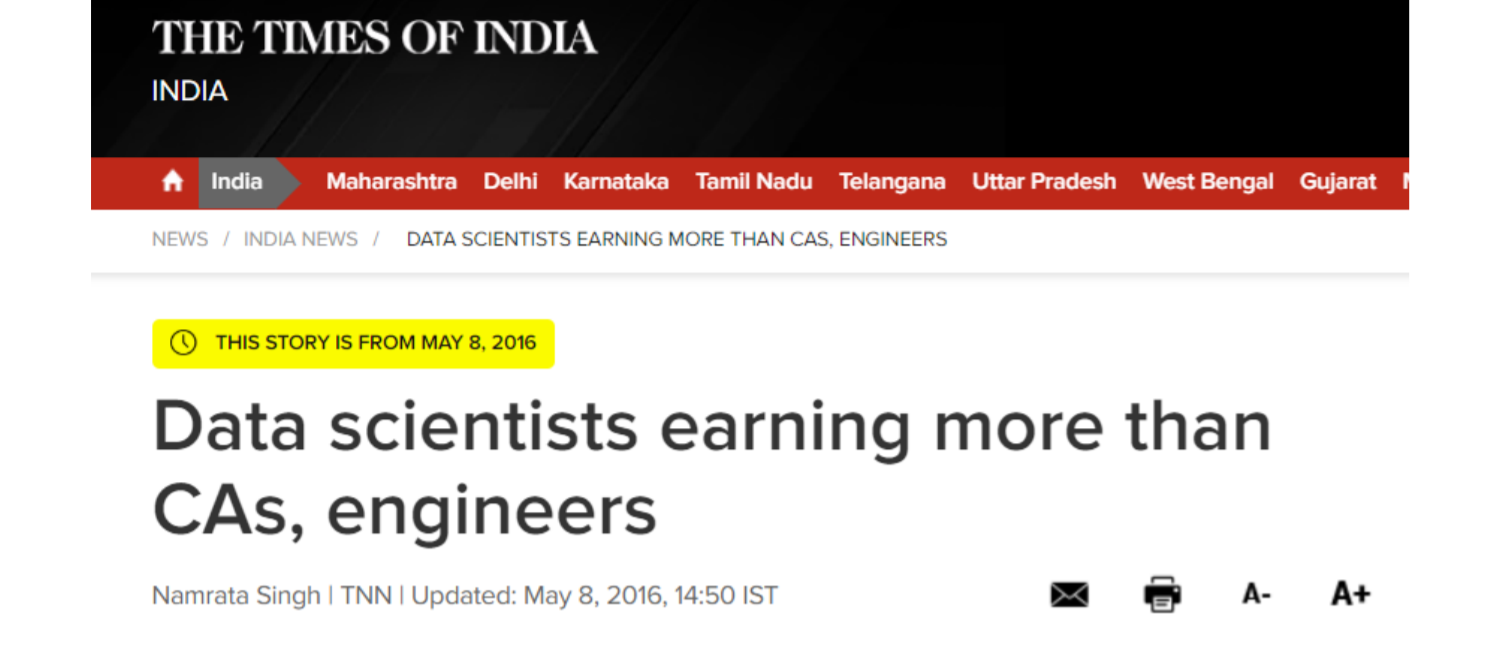 THE TIMES OF INDIA
INDIA
India Maharashtra Delhi Karnataka Tamil Nadu Telangana Uttar Pradesh West Bengal Gujarat
NEWS / INDIA NEWS / DATA SCIENTISTS EARNING MORE THAN CAS, ENGINEERS
THIS STORY IS FROM MAY 8, 2016
Data scientists earning more than
CAs, engineers
Namrata Singh | TNN | Updated: May 8, 2016, 14:50 IST A- A+